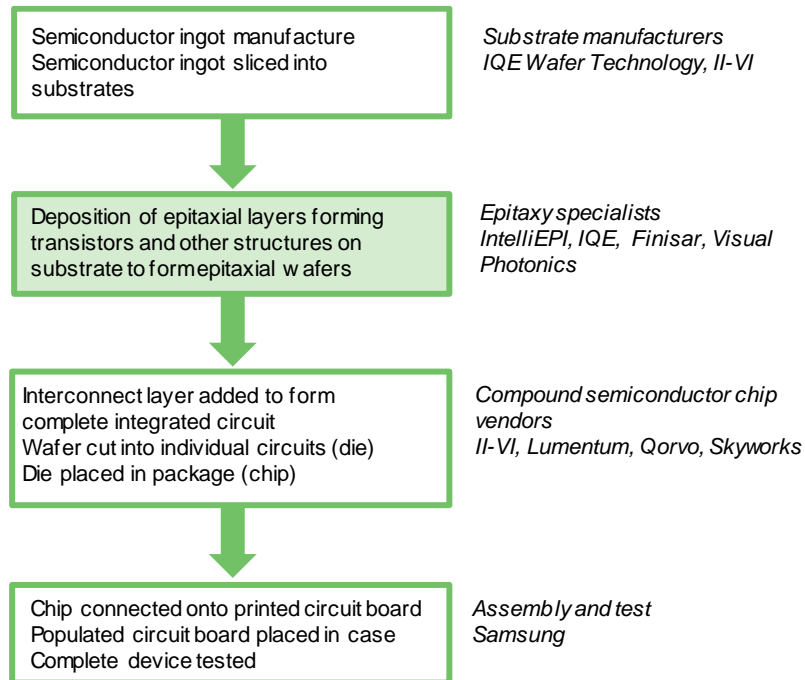 Semiconductor ingot manufacture
Semiconductor ingot sliced into
substrates
Substrate manufacturers
IQE Wafer Technology, II-VI
Deposition of epitaxial layers forming
transistors and other structures on
substrate to form epitaxial wafers
Epitaxy specialists
IntelliEPI, IQE, Finisar, Visual
Photonics
Interconnect layer added to form
complete integrated circuit
Wafer cut into individual circuits (die)
Die placed in package (chip)
Compound semiconductor chip
vendors
II-VI, Lumentum, Qorvo, Skyworks
Chip connected onto printed circuit board
Populated circuit board placed in case
Complete device tested
Assembly and test
Samsung